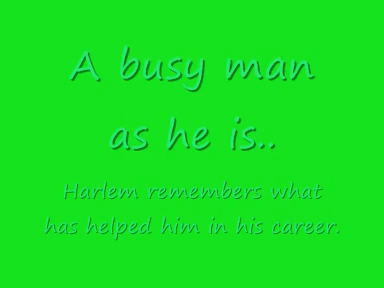 A busy man
as he is..
Harlem remembers what
has helped him in his career.